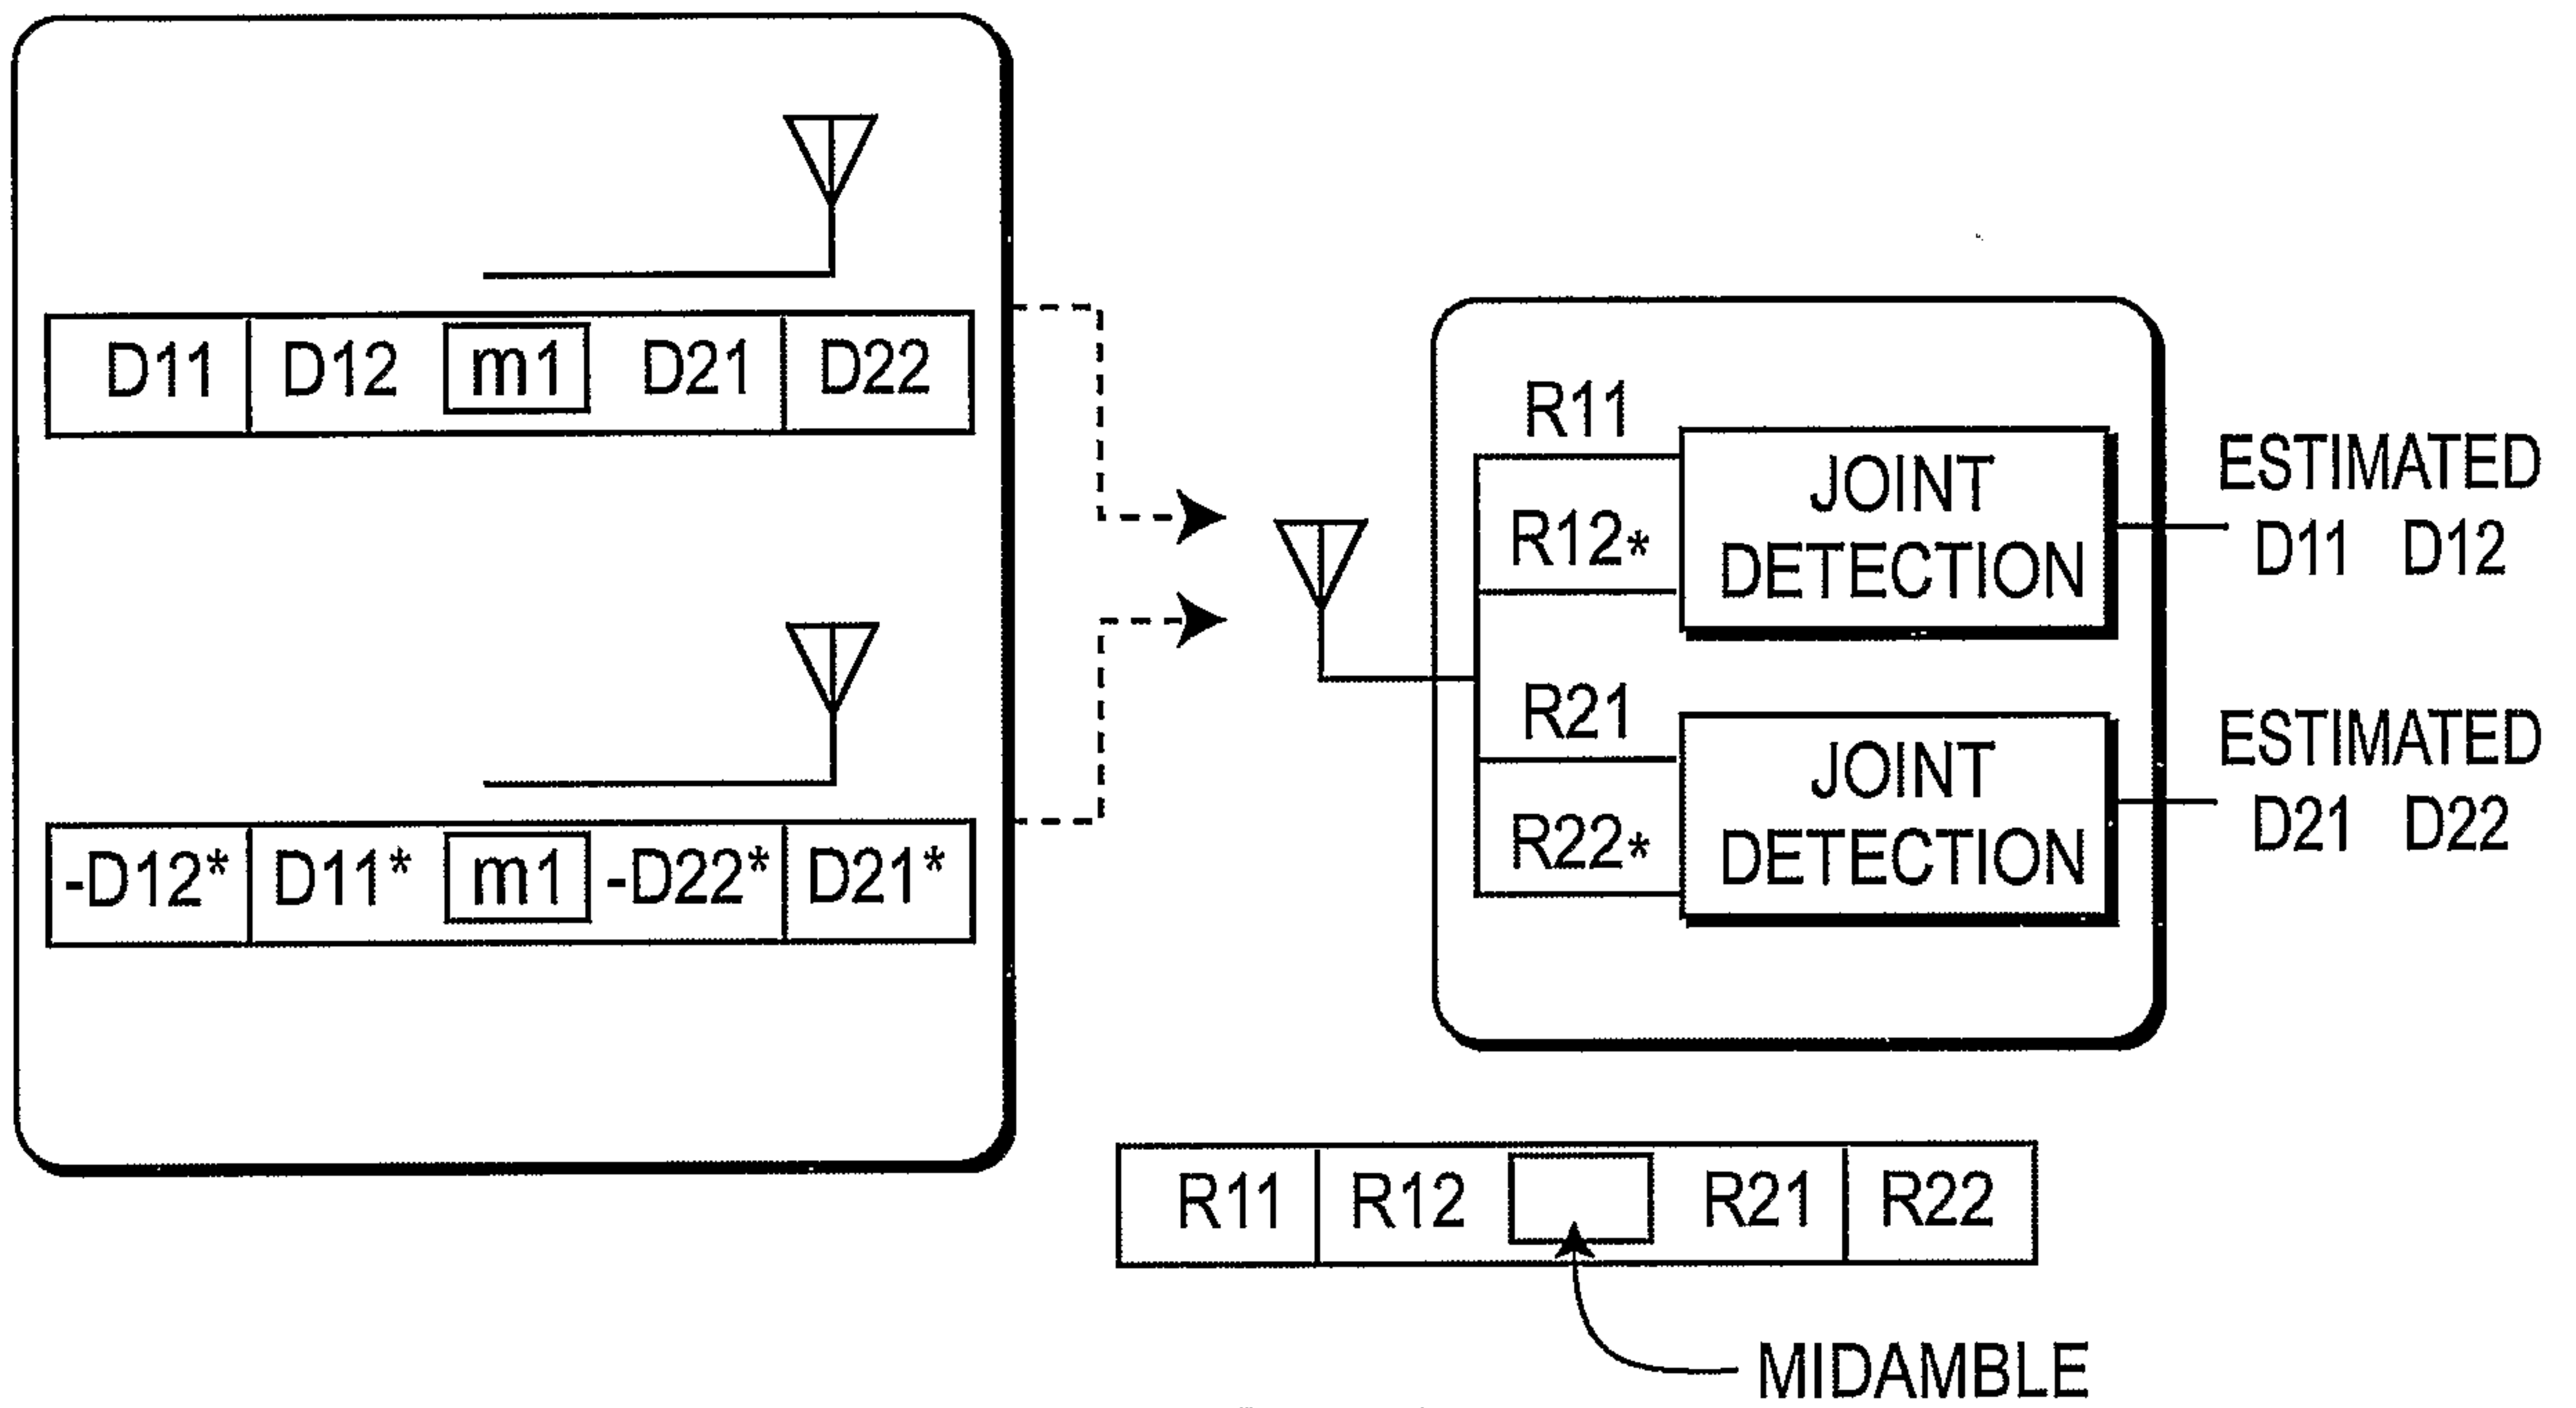 D11 D12 m1 D21 D22
-D12* D11* m1 -D22* D21*
R11
R12*
JOINT
DETECTION
ESTIMATED
D11 D12
R21
R22*
JOINT
DETECTION
ESTIMATED
D21 D22
R11 R12 R21 R22
MIDAMBLE